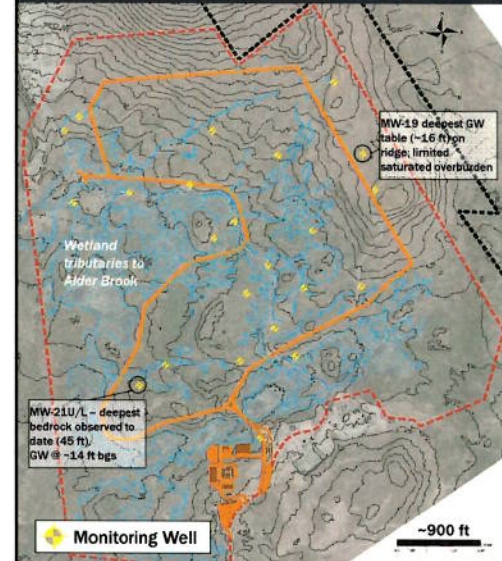 MW-19 deepest GW
table (~16 ft) on
ridge; limited
saturated overburden
Wetland
tributaries to
Alder Brook
MW-21U/L – deepest
bedrock observed to
date (45 ft).
GW @ ~14 ft bgs
Monitoring Well
~900 ft